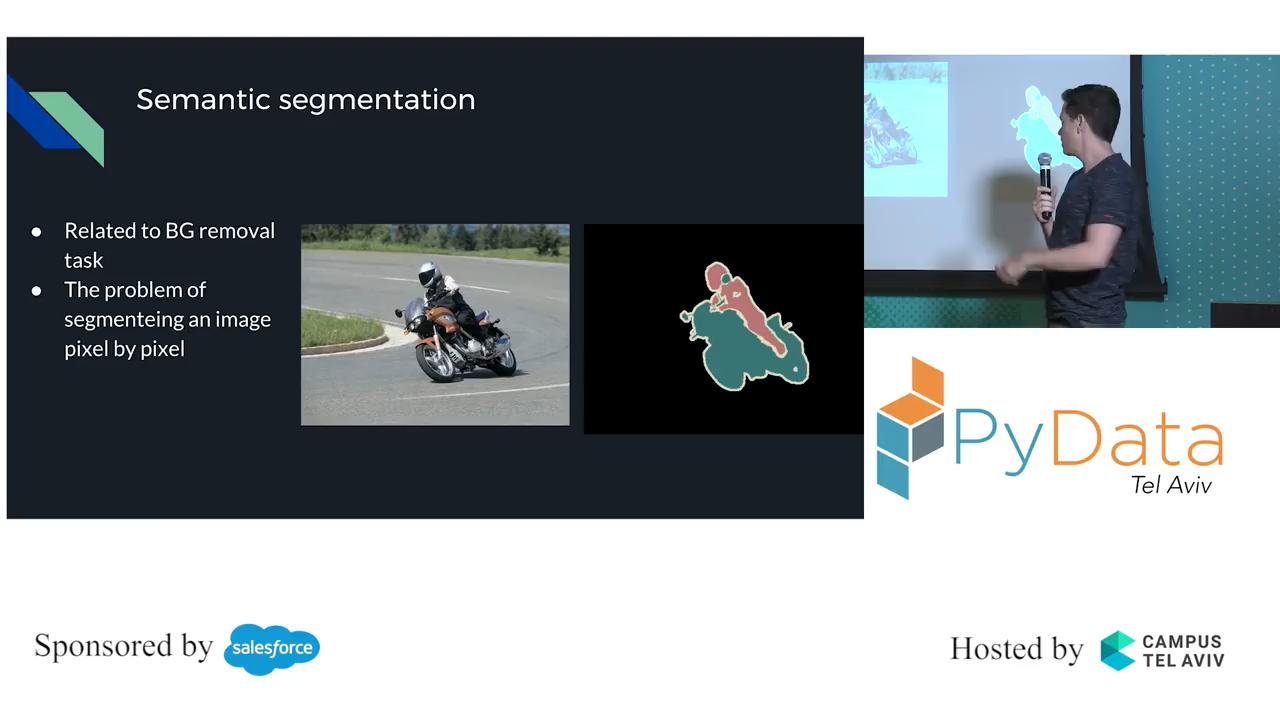 Semantic segmentation
● Related to BG removal
task
● The problem of
segmenteing an image
pixel by pixel
PyData
Tel Aviv
Sponsored by salesforce
Hosted by CAMPUS
TEL AVIV